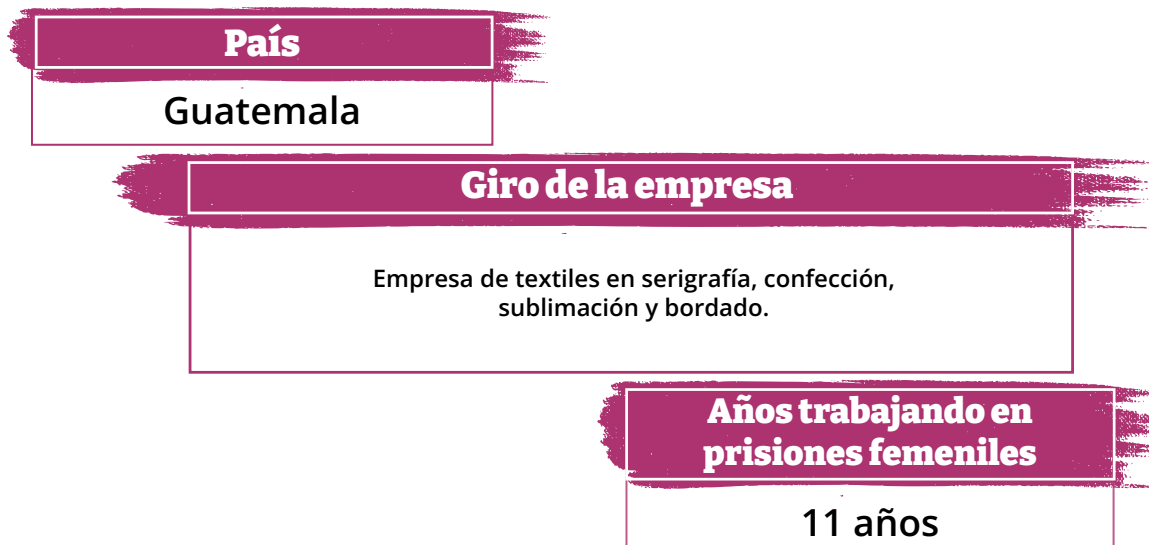 País
Guatemala
Giro de la empresa
Empresa de textiles en serigrafía, confección,
sublimación y bordado.
Años trabajando en
prisiones femeniles
11 años